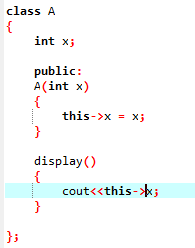 class A
{
    int x;
    public:
    A(int x)
    {
        this->x = x;
    }
    display()
    {
        cout<<this->x;
    }
};